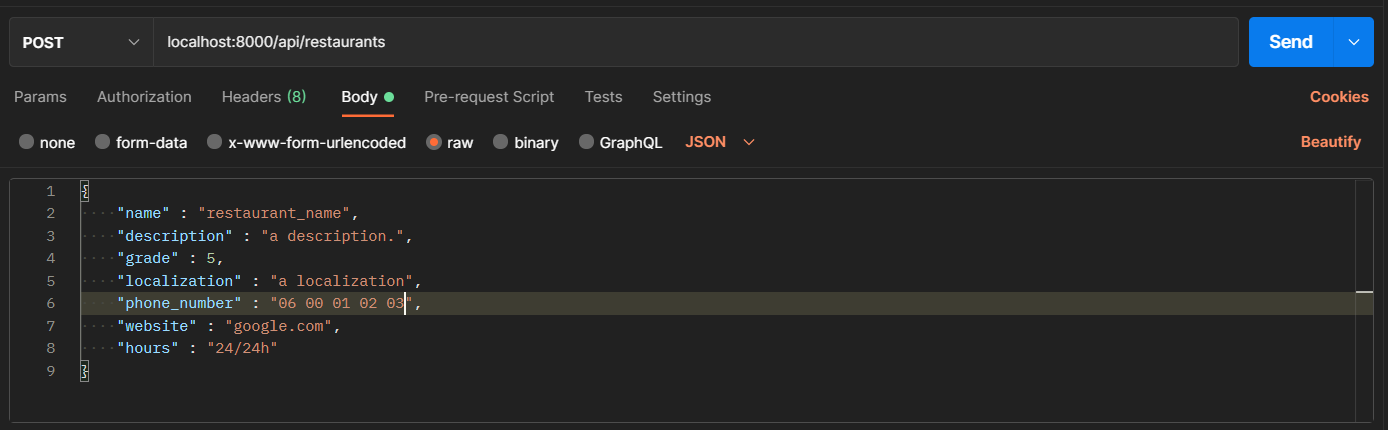 POST localhost:8000/api/restaurants Send
Params Authorization Headers (8) Body Pre-request Script Tests Settings Cookies
none form-data x-www-form-urlencoded raw binary GraphQL JSON Beautify
1 {
2 ····"name" : "restaurant_name",
3 ····"description" : "a description.",
4 ····"grade" : 5,
5 ····"localization" : "a localization",
6 ····"phone_number" : "06 00 01 02 03",
7 ····"website" : "google.com",
8 ····"hours" : "24/24h"
9 }